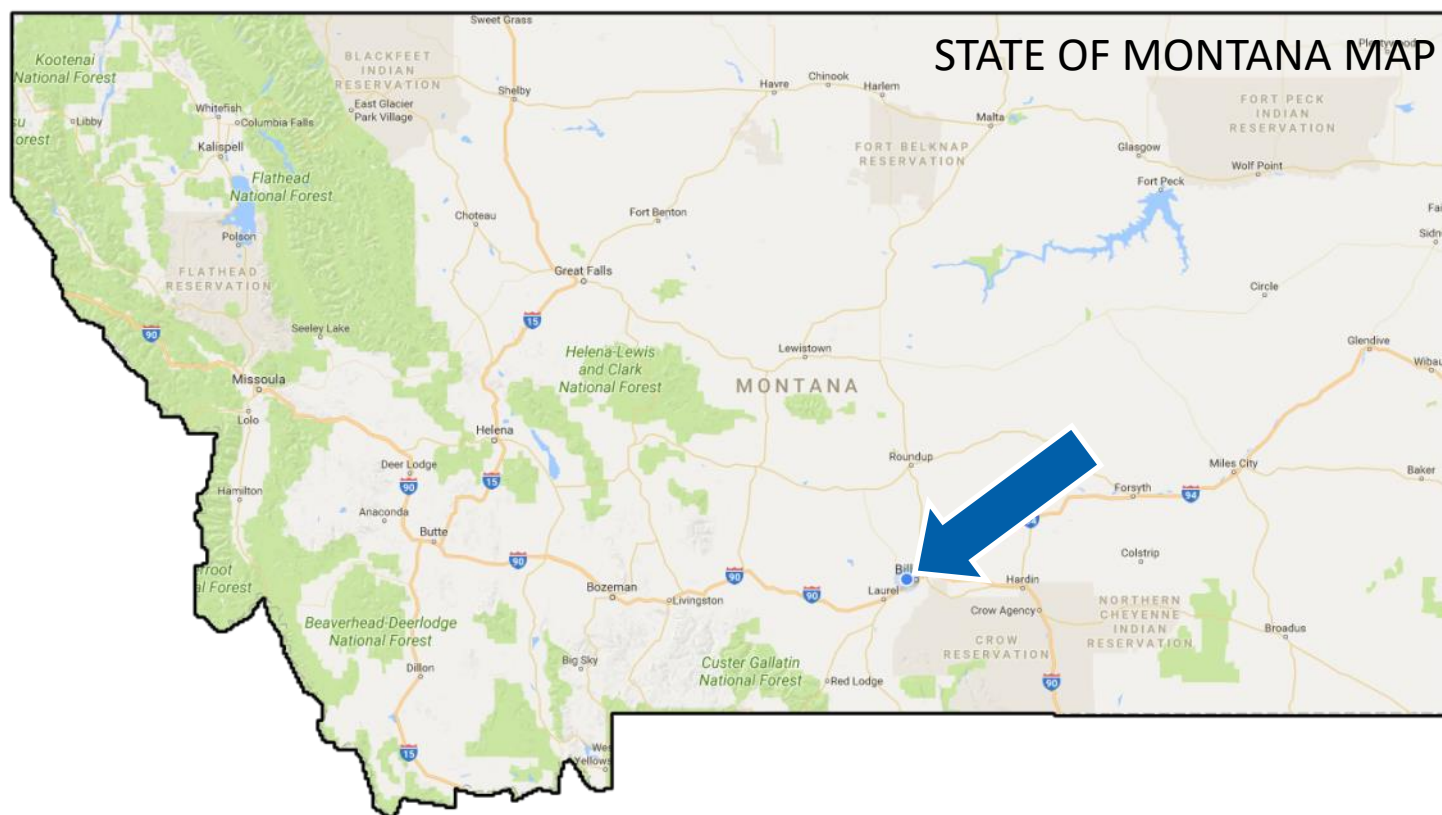 STATE OF MONTANA MAP
Sweet Grass
Kootenai
National Forest
BLACKFEET
INDIAN
RESERVATION
Shelby
Havre
Chinook
Harlem
FORT PECK
INDIAN
RESERVATION
Whitefish
Columbia Falls
East Glacier
Park Village
Libby
orest
Kalispell
Malta
FORT BELKNAP
RESERVATION
Glasgow
Wolf Point
Flathead
National Forest
Fort Peck
Choteau
Fort Benton
Polson
FLATHEAD
RESERVATION
Great Falls
Circle
90
Seeley Lake
15
Helena-Lewis
and Clark
National Forest
Lewistown
Glendive
MONTANA
Missoula
Lolo
Helena
Roundup
Deer Lodge
Miles City
Baker
90
15
Hamilton
Forsyth
94
Anaconda
Butte
90
Colstrip
Bill
90
Bozeman
Livingston
90
Laurel
Hardin
Crow Agency
NORTHERN
CHEYENNE
INDIAN
RESERVATION
Beaverhead-Deerlodge
National Forest
CROW
RESERVATION
Broadus
Big Sky
Custer Gallatin
National Forest
Dillon
Red Lodge
90
15